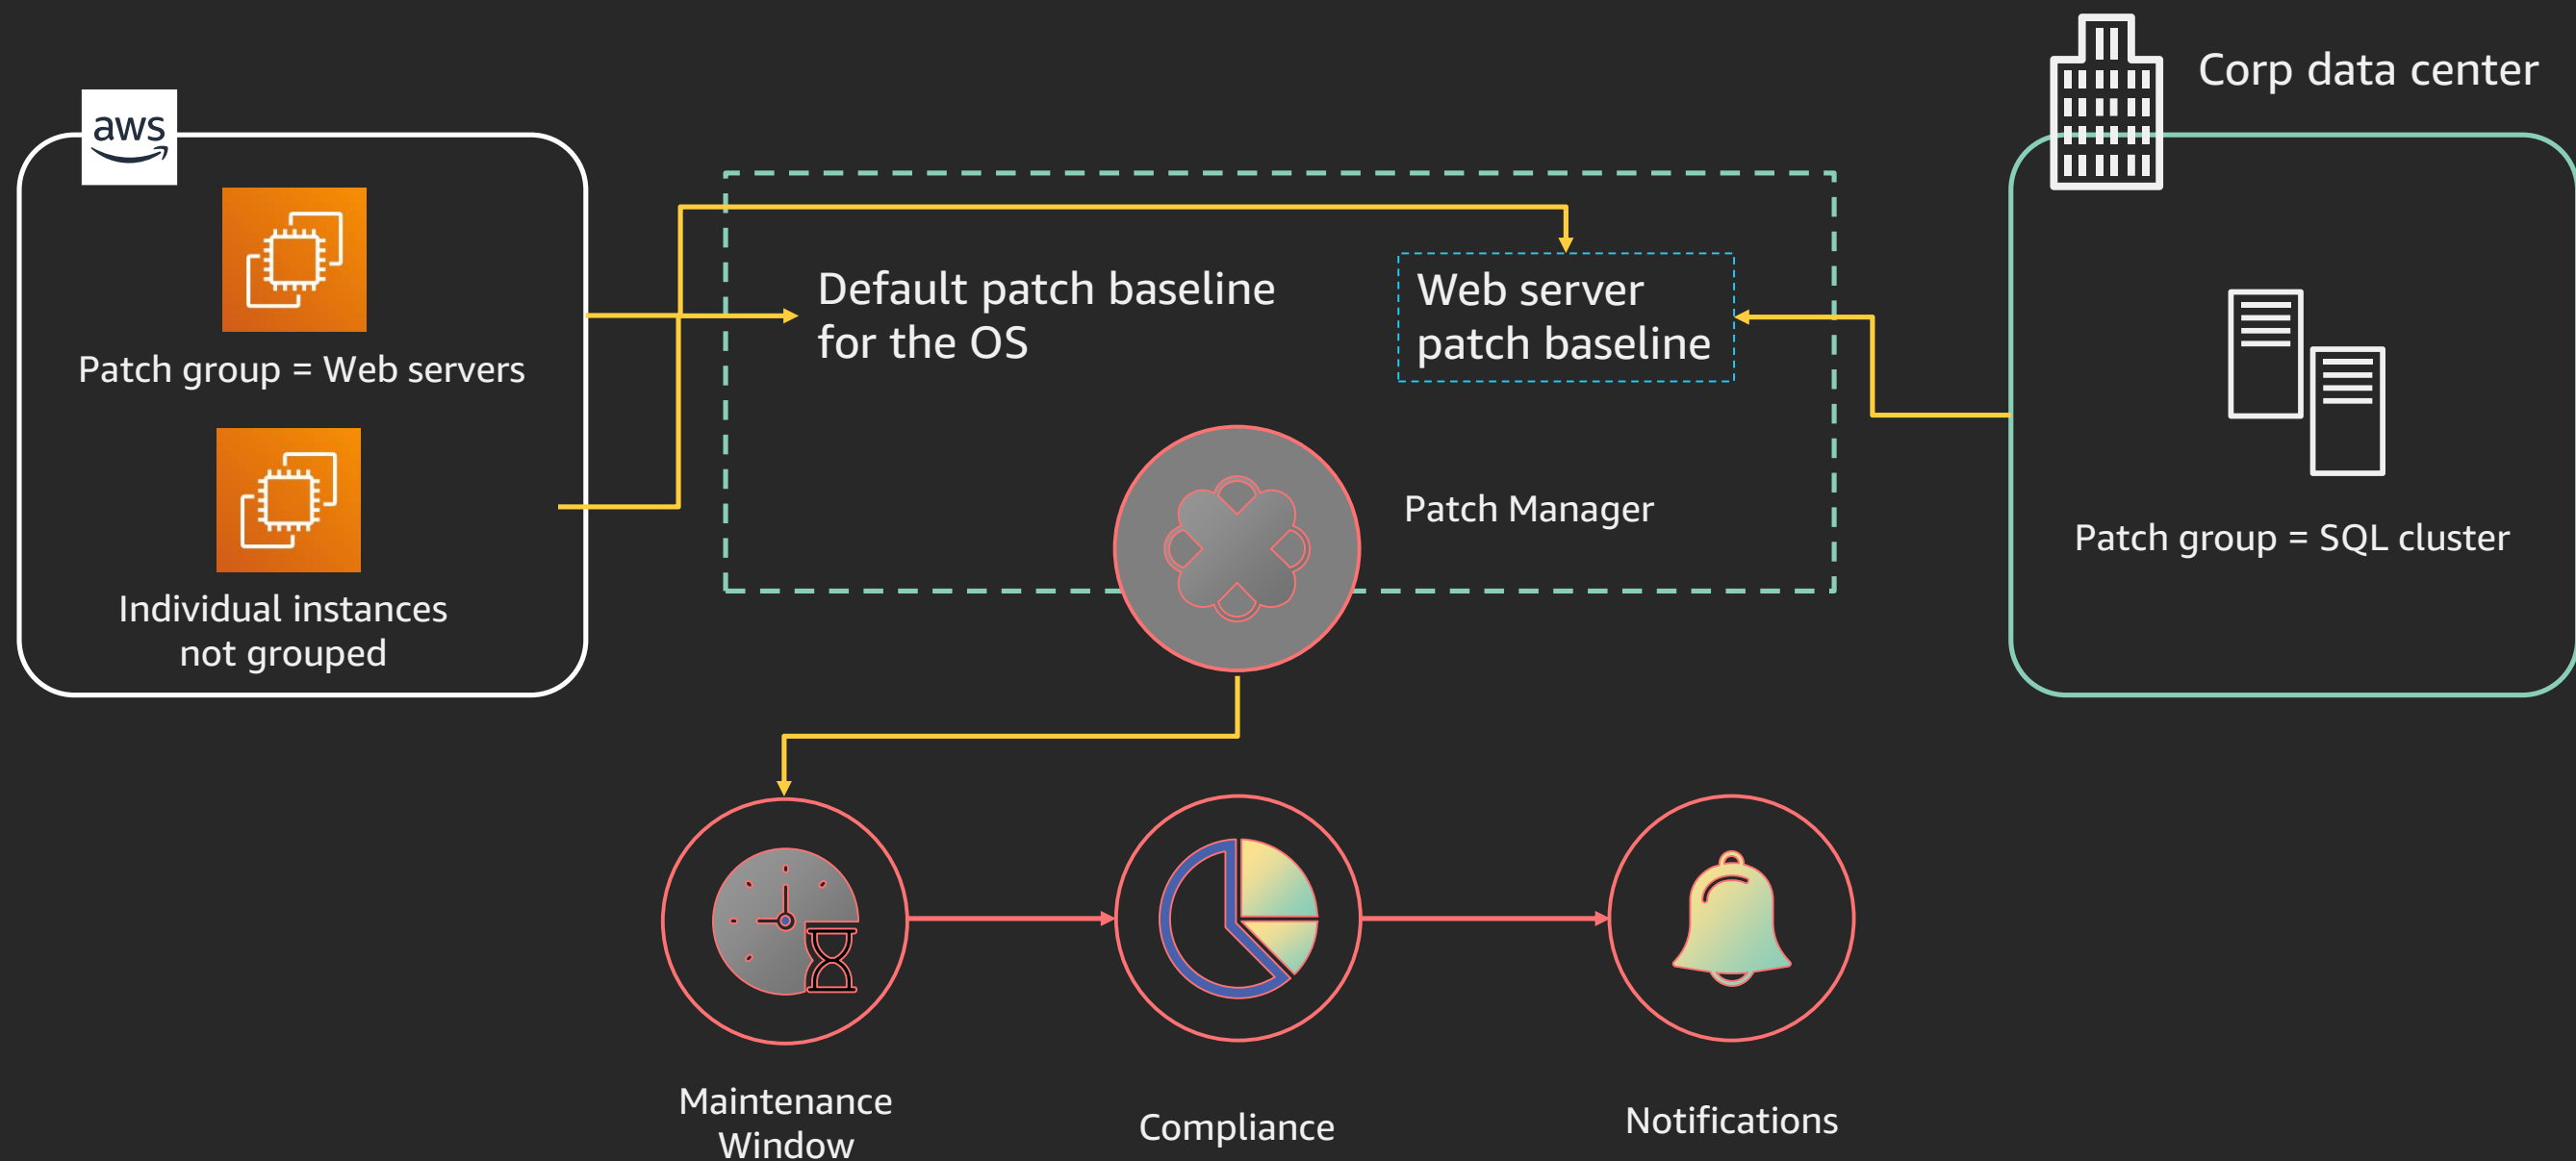 aws
Patch group = Web servers
Individual instances
not grouped
Default patch baseline
for the OS
Web server
patch baseline
Patch Manager
Corp data center
Patch group = SQL cluster
Maintenance
Window
Compliance
Notifications